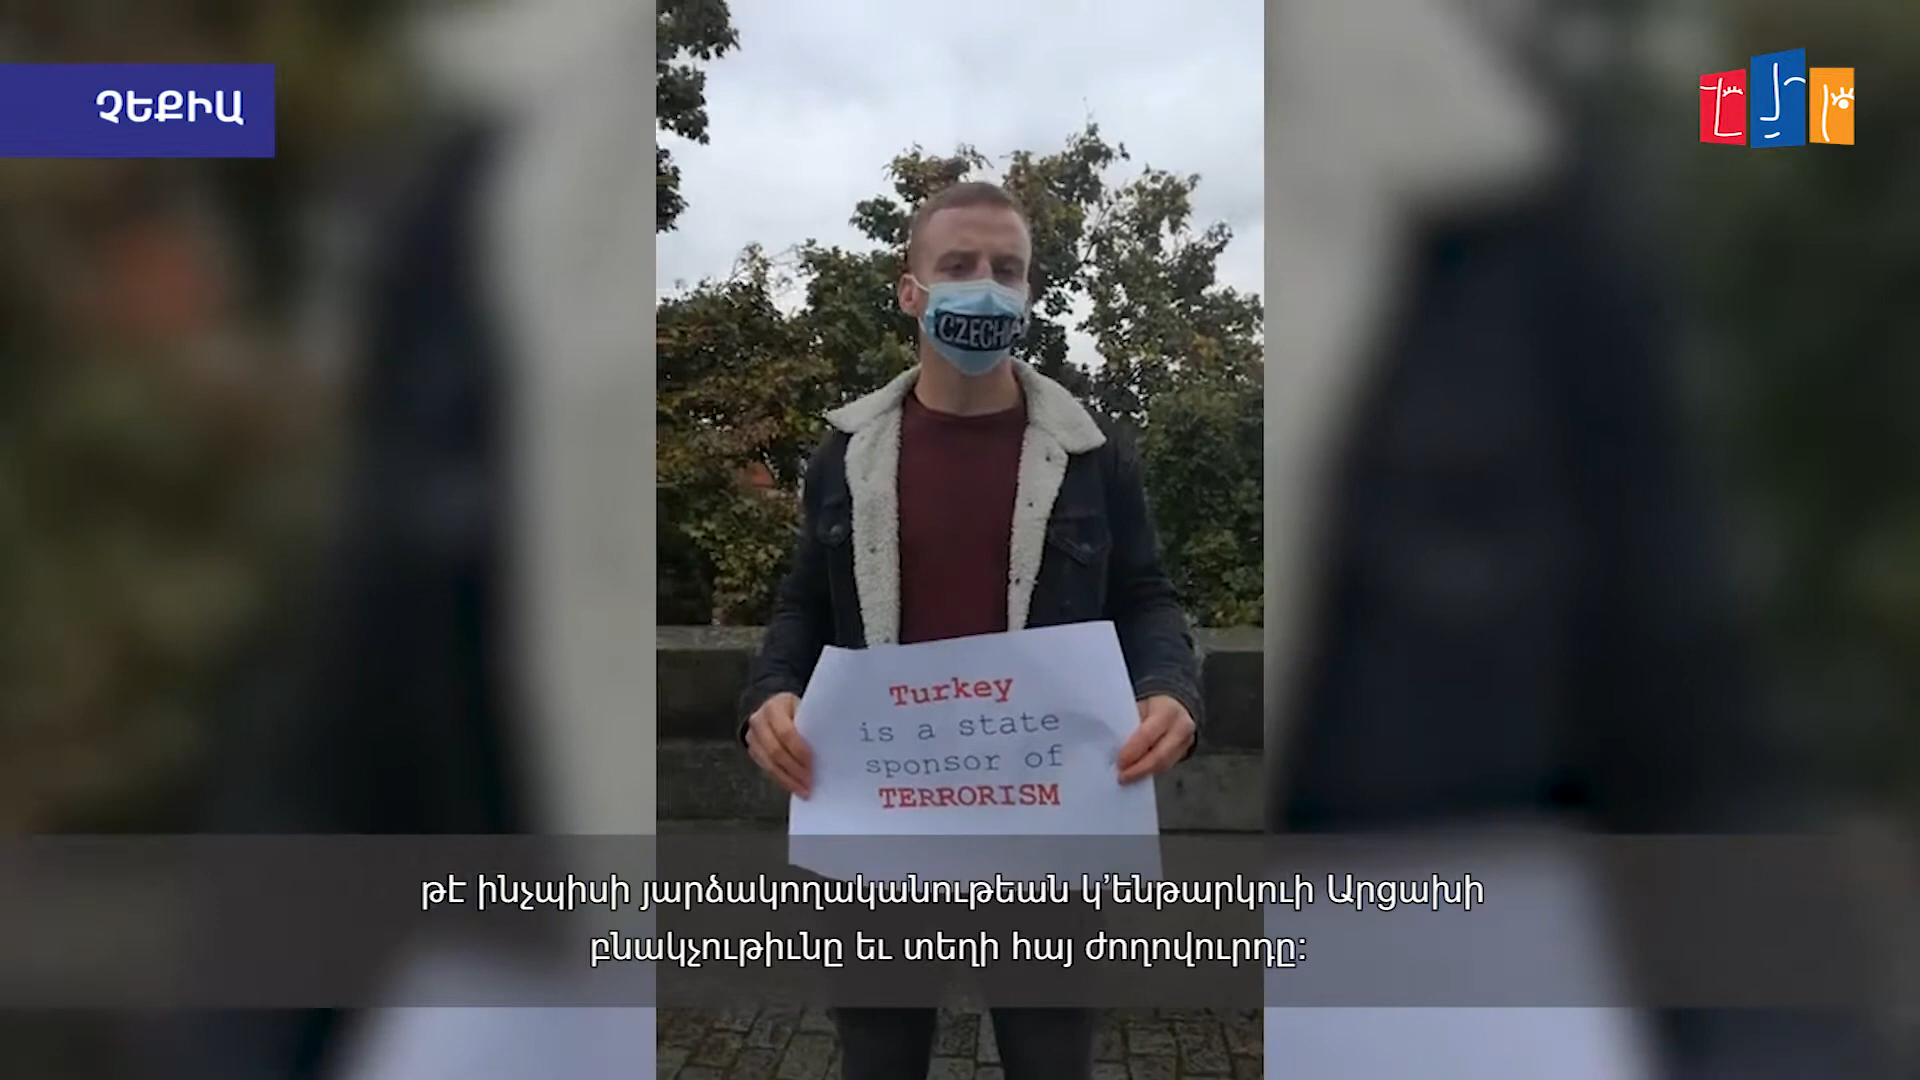 ՉԵՔԻԱ
CZECHIA
Turkey
is a state
sponsor of
TERRORISM
թէ ինչպիսի յարձակողականութեան կ’ենթարկուի Արցախի
բնակչութիւնը եւ տեղի հայ ժողովուրդը։